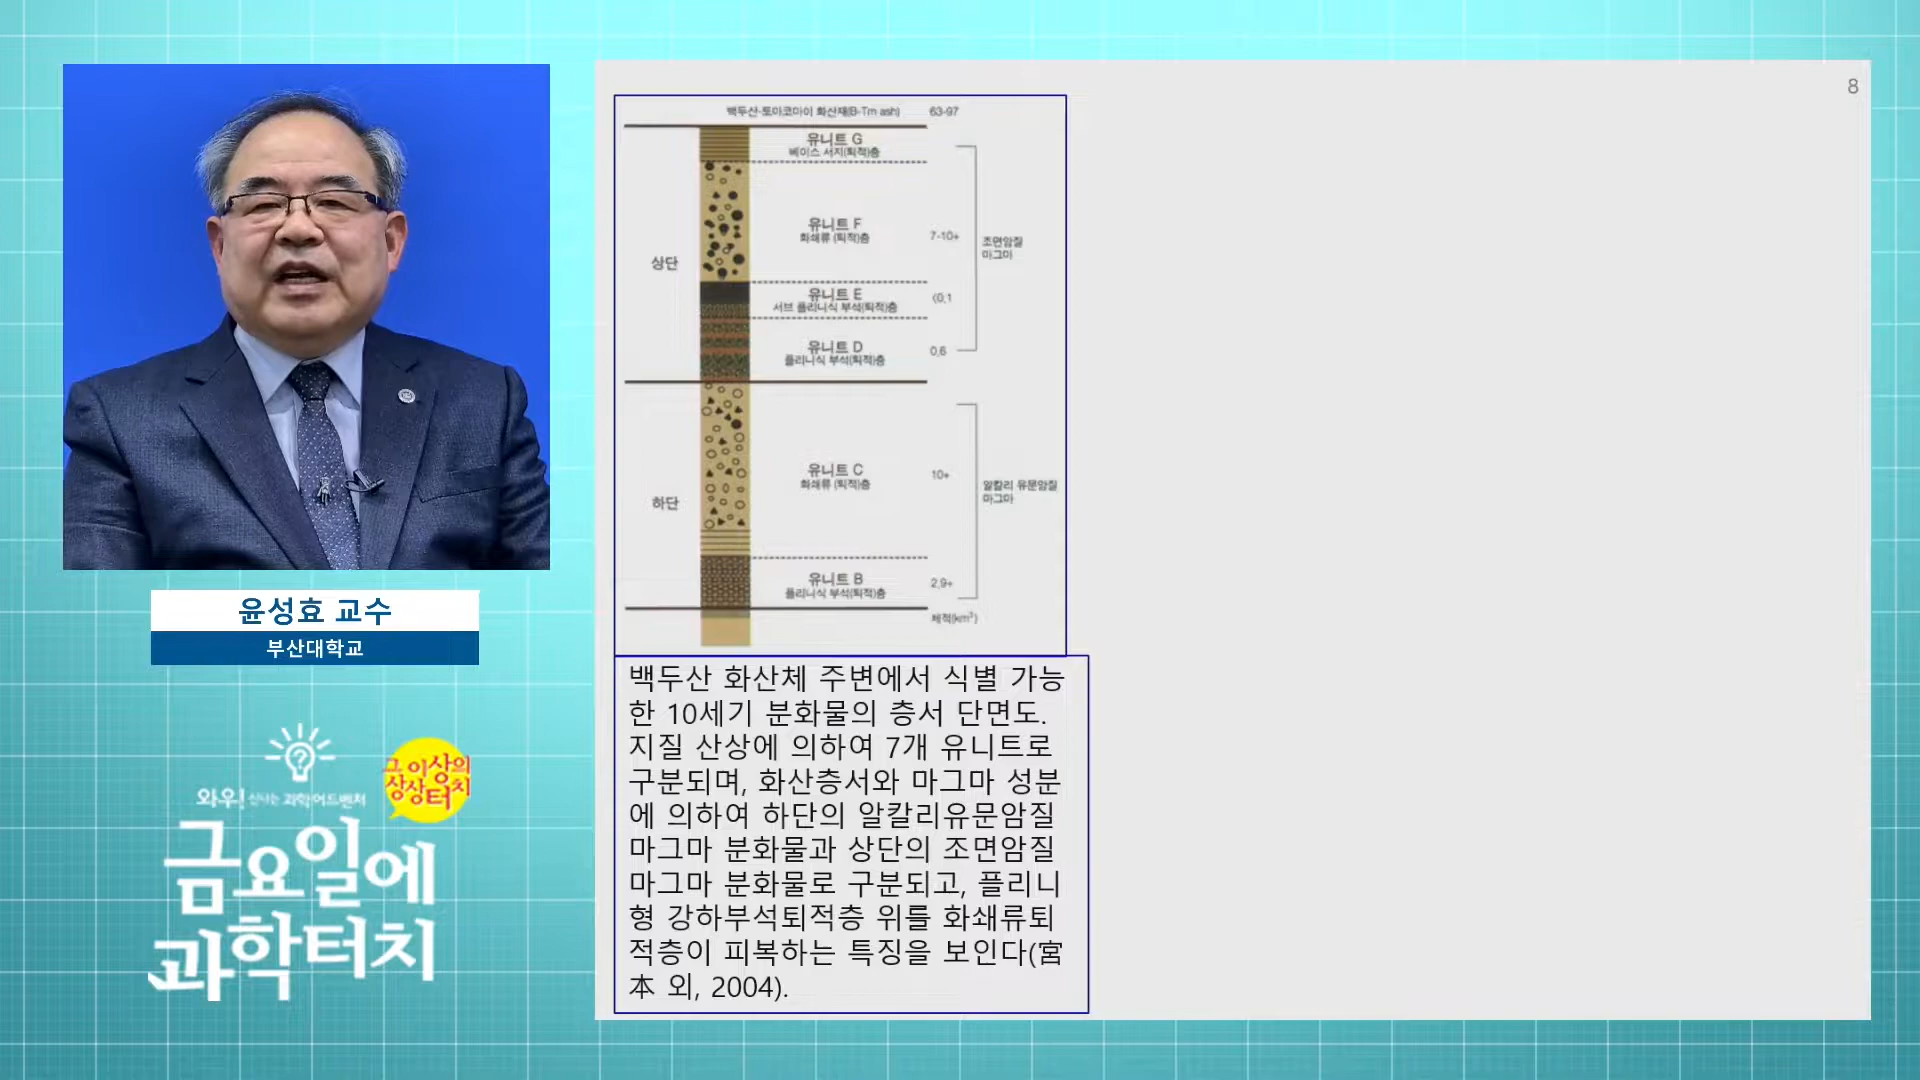 8
백두산-토마코마이 화산재(B-Tm ash) 63-97
유니트 G
베이스 서지(퇴적)층
유니트 F
화쇄류 (퇴적)층
7-10+
조면암질
마그마
상단
유니트 E
서브 플리니식 부석(퇴적)층
(0.1
유니트 D
플리니식 부석(퇴적)층
0.6
유니트 C
화쇄류 (퇴적)층
10+
알칼리 유문암질
마그마
하단
유니트 B
플리니식 부석(퇴적)층
2.9+
체적(km³)
백두산 화산체 주변에서 식별 가능
한 10세기 분화물의 층서 단면도.
지질 산상에 의하여 7개 유니트로
구분되며, 화산층서와 마그마 성분
에 의하여 하단의 알칼리유문암질
마그마 분화물과 상단의 조면암질
마그마 분화물로 구분되고, 플리니
형 강하부석퇴적층 위를 화쇄류퇴
적층이 피복하는 특징을 보인다(宮
本 외, 2004).
윤성효 교수
부산대학교
와우! 신나는 과학어드벤처
그 이상의
상상터치
금요일에
과학터치